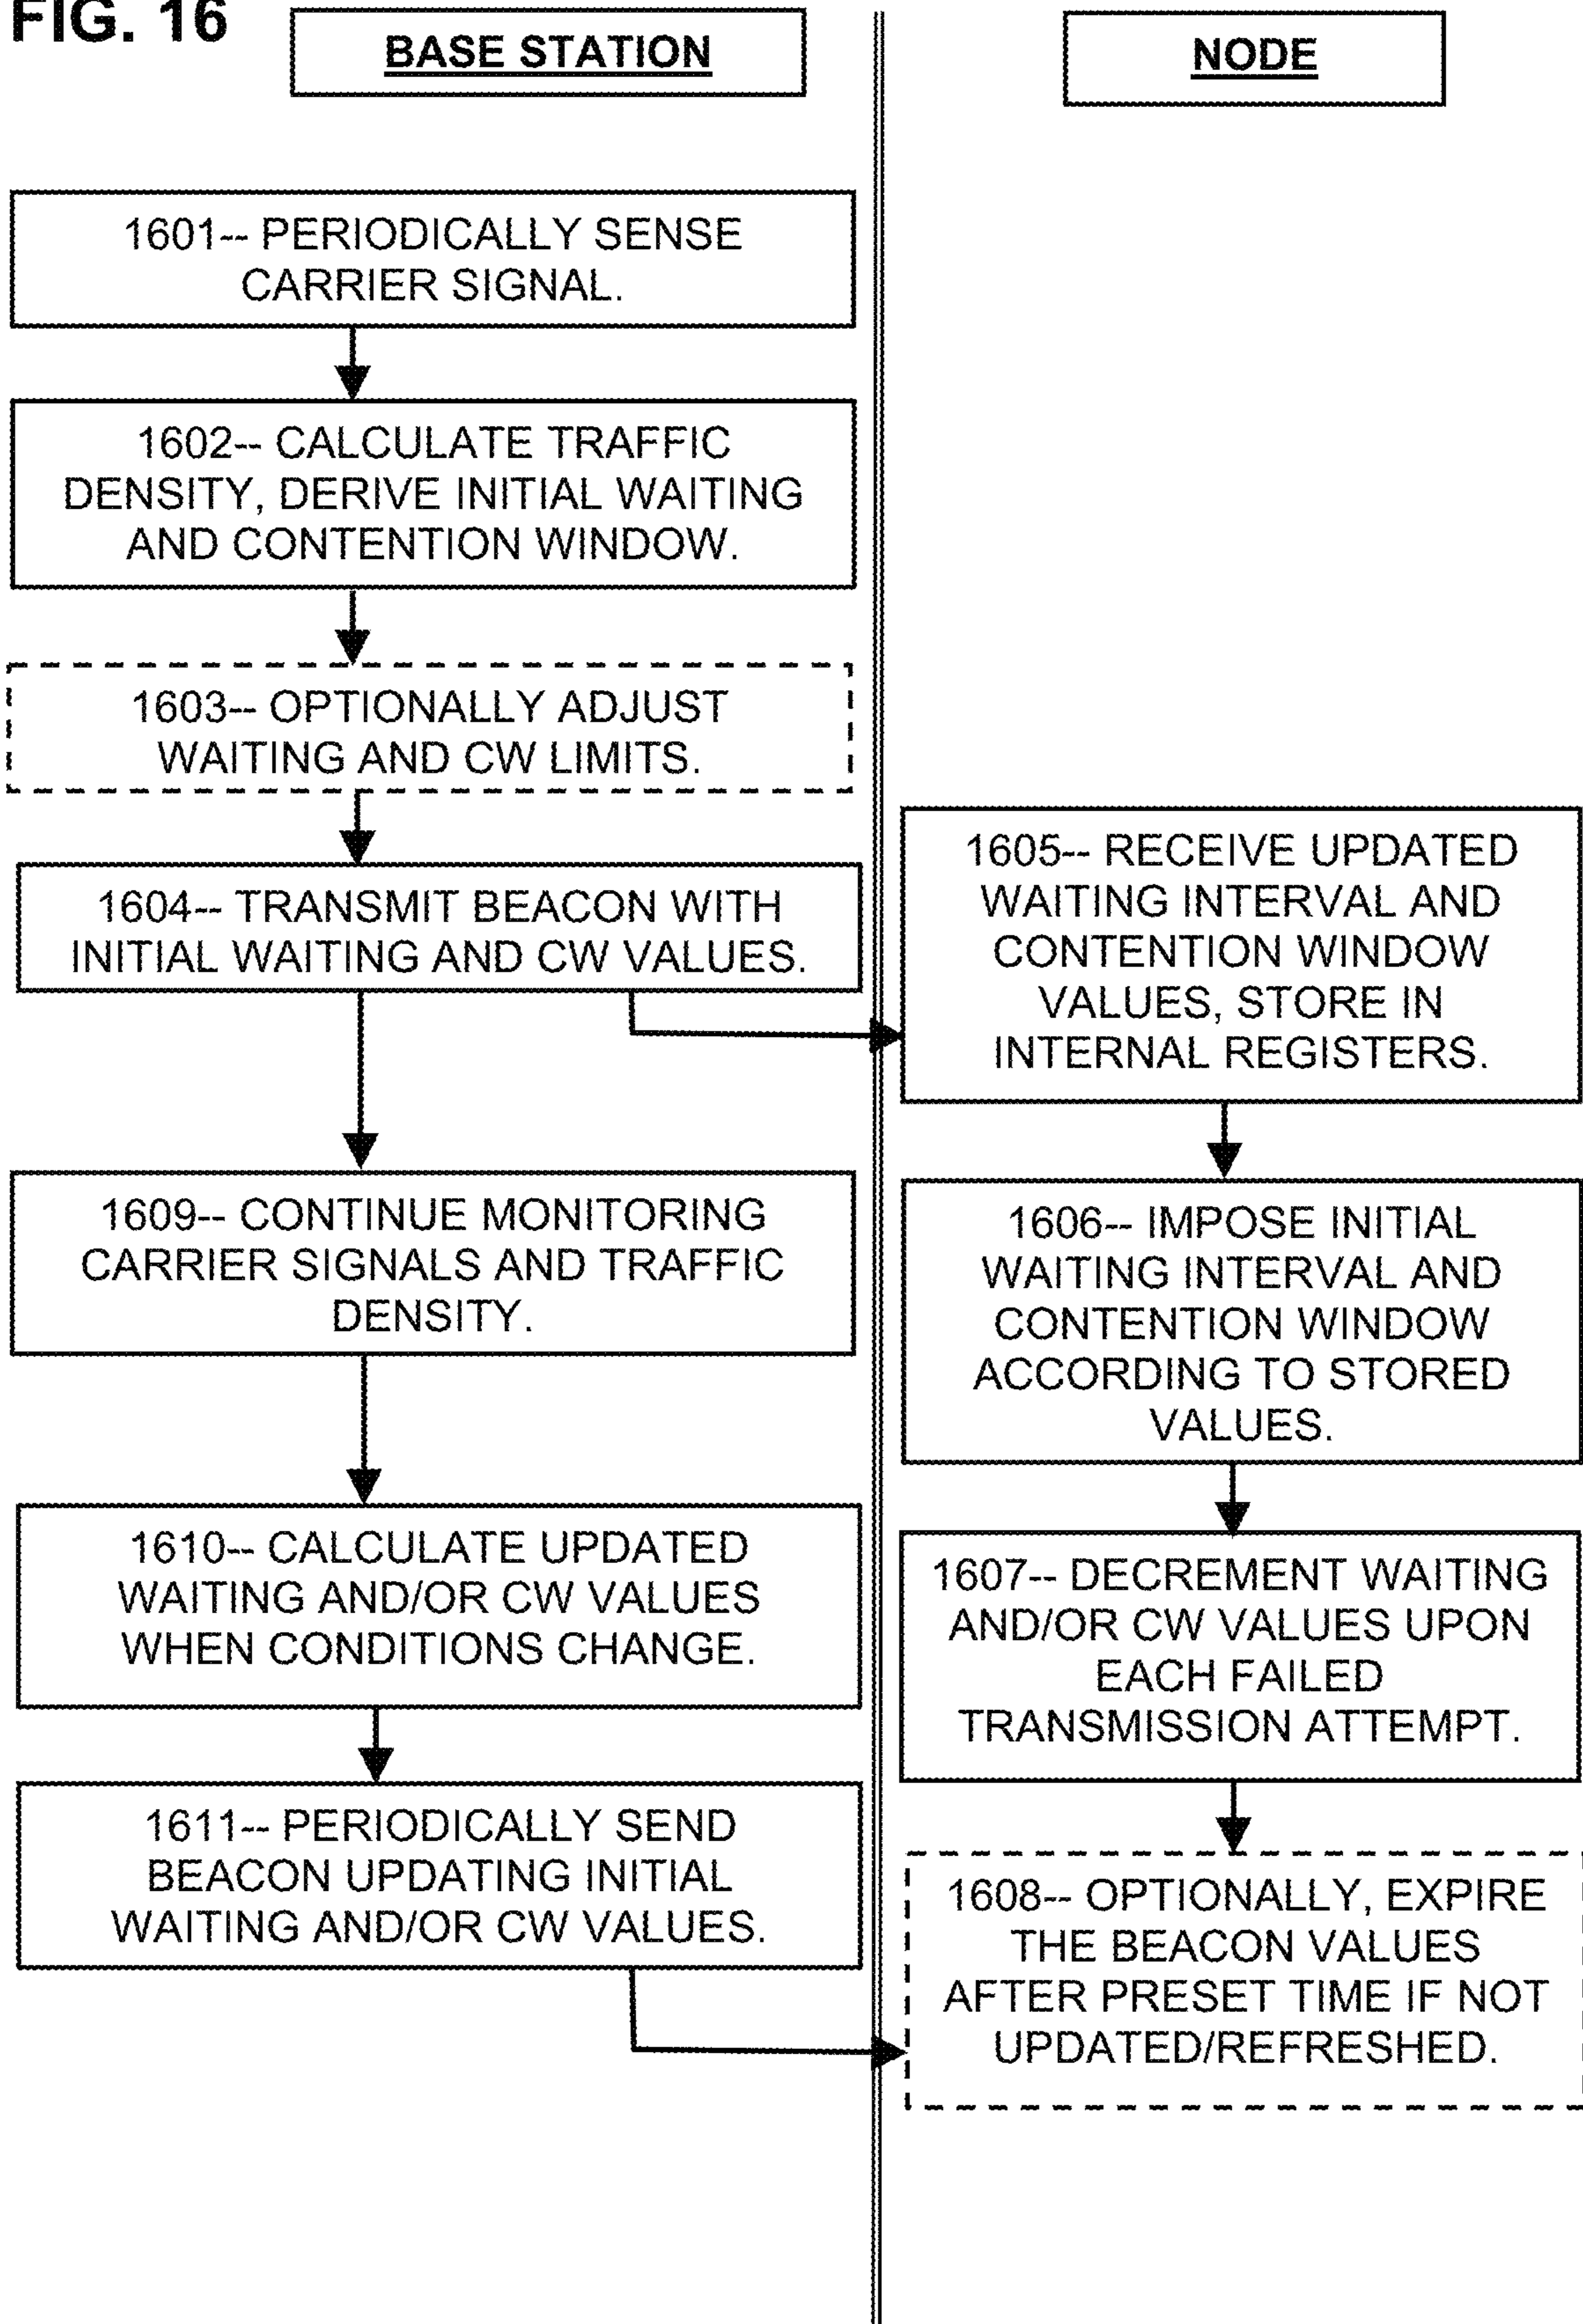 FIG. 16
BASE STATION
NODE
1601-- PERIODICALLY SENSE
CARRIER SIGNAL.
1602-- CALCULATE TRAFFIC
DENSITY, DERIVE INITIAL WAITING
AND CONTENTION WINDOW.
1603-- OPTIONALLY ADJUST
WAITING AND CW LIMITS.
1604-- TRANSMIT BEACON WITH
INITIAL WAITING AND CW VALUES.
1605-- RECEIVE UPDATED
WAITING INTERVAL AND
CONTENTION WINDOW
VALUES, STORE IN
INTERNAL REGISTERS.
1606-- IMPOSE INITIAL
WAITING INTERVAL AND
CONTENTION WINDOW
ACCORDING TO STORED
VALUES.
1607-- DECREMENT WAITING
AND/OR CW VALUES UPON
EACH FAILED
TRANSMISSION ATTEMPT.
1608-- OPTIONALLY, EXPIRE
THE BEACON VALUES
AFTER PRESET TIME IF NOT
UPDATED/REFRESHED.
1609-- CONTINUE MONITORING
CARRIER SIGNALS AND TRAFFIC
DENSITY.
1610-- CALCULATE UPDATED
WAITING AND/OR CW VALUES
WHEN CONDITIONS CHANGE.
1611-- PERIODICALLY SEND
BEACON UPDATING INITIAL
WAITING AND/OR CW VALUES.